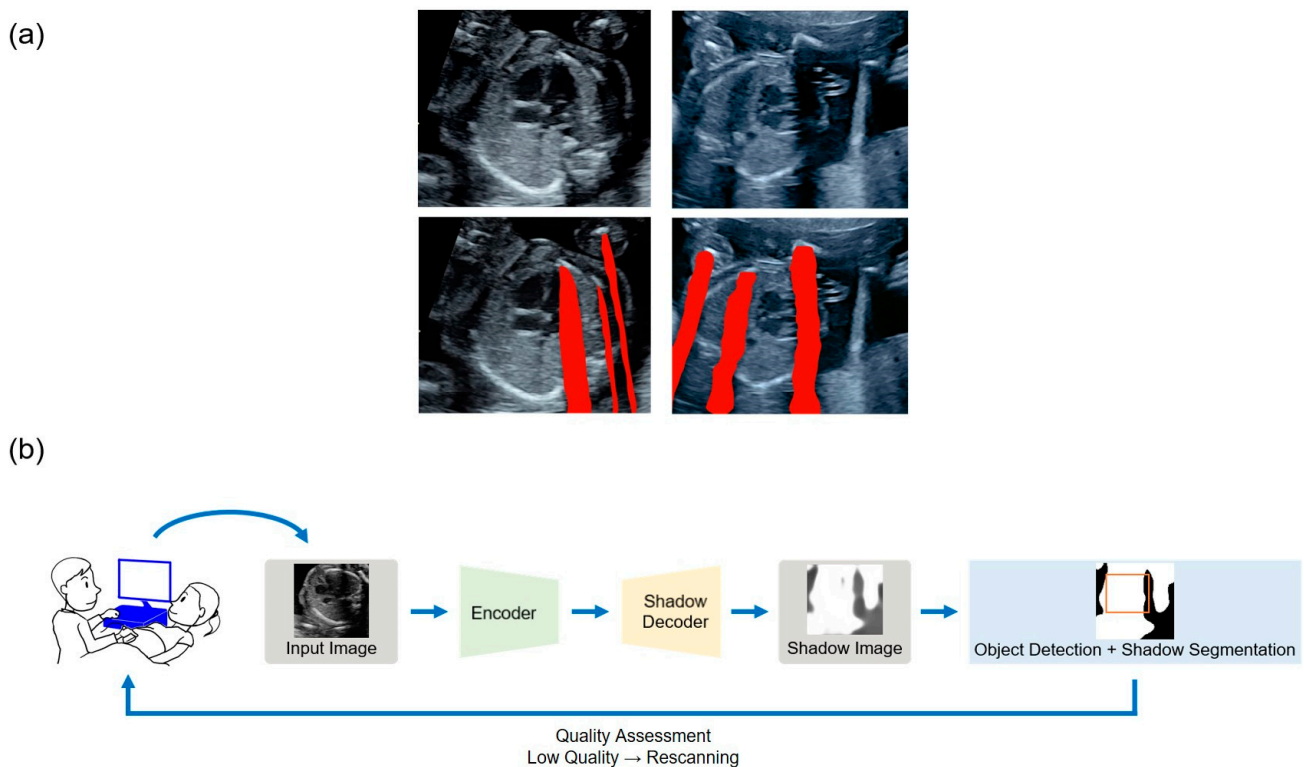 (a)
(b)
Input Image
Encoder
Shadow
Decoder
Shadow Image
Object Detection + Shadow Segmentation
Quality Assessment
Low Quality → Rescanning